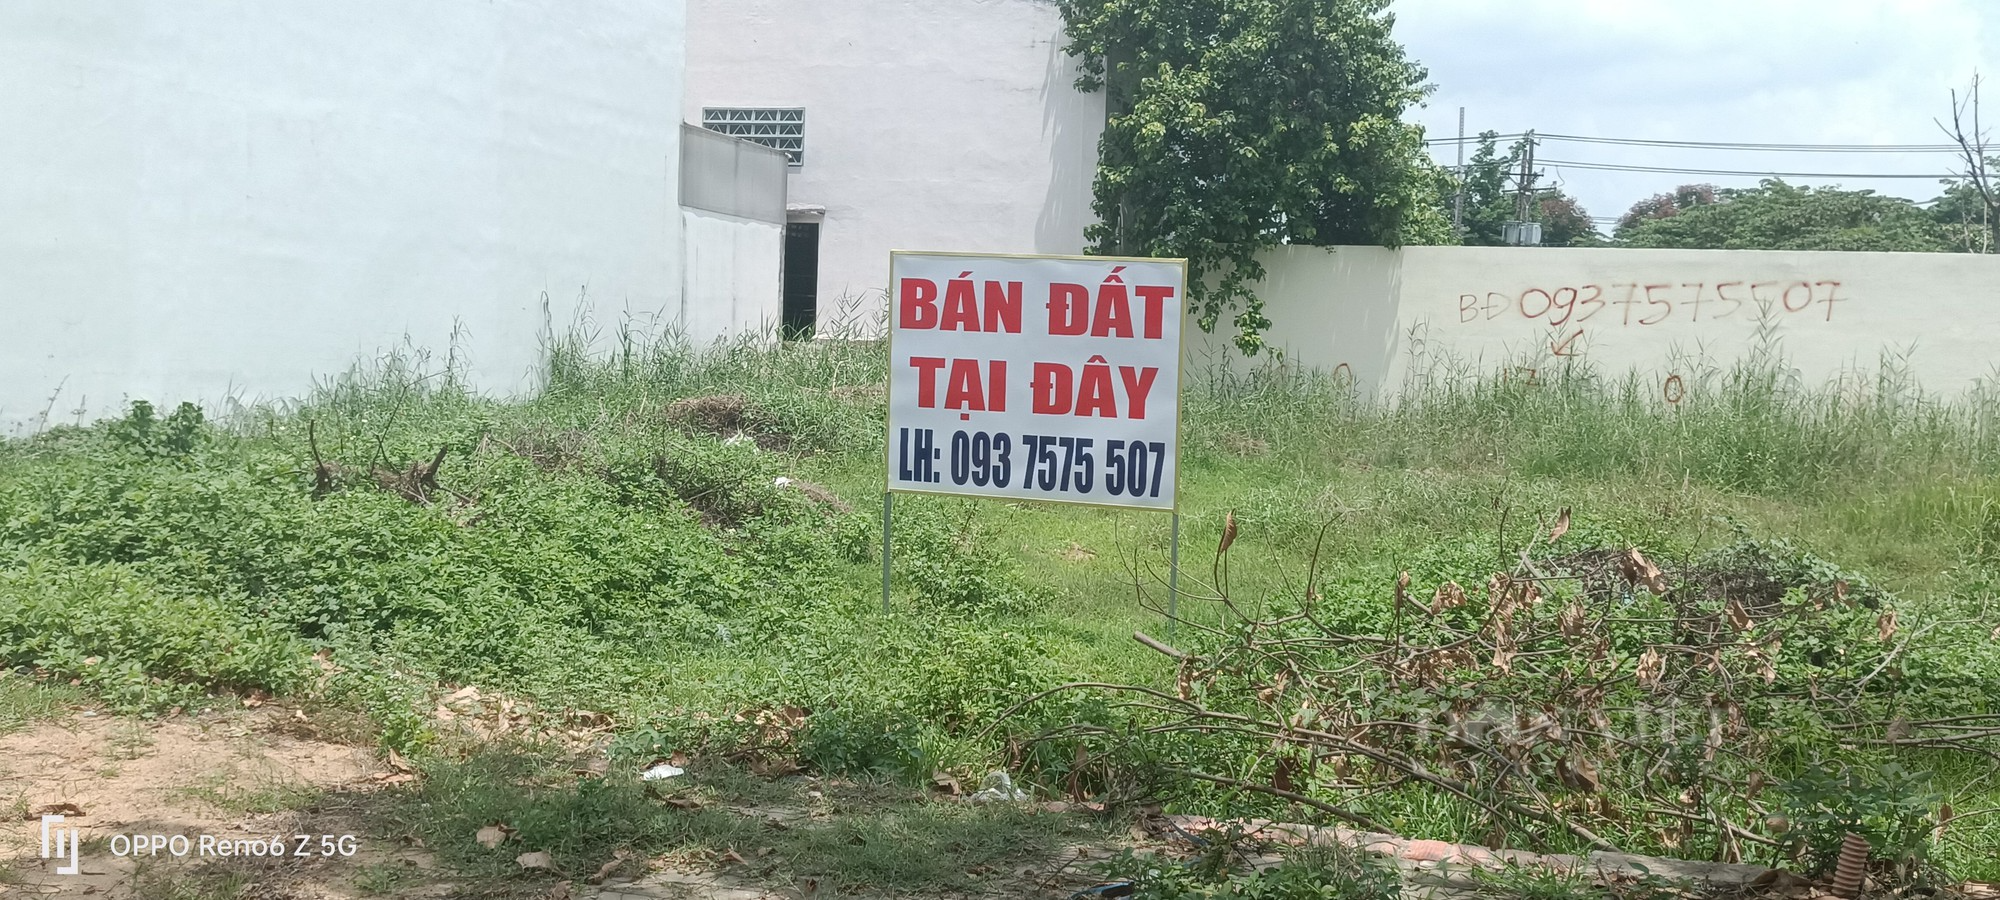 BÁN ĐẤT
TẠI ĐÂY
LH: 093 7575 507
BĐ 0937575507
OPPO Reno6 Z 5G